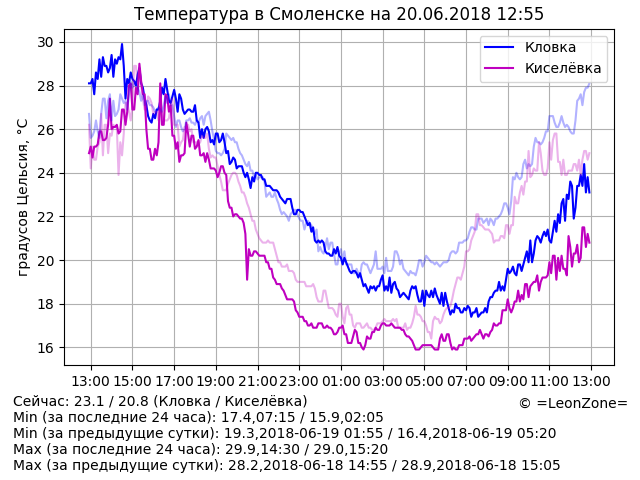 Температура в Смоленске на 20.06.2018 12:55
Кловка
Киселёвка
градусов Цельсия, °C
30
28
26
24
22
20
18
16
13:00 15:00 17:00 19:00 21:00 23:00 01:00 03:00 05:00 07:00 09:00 11:00 13:00
Сейчас: 23.1 / 20.8 (Кловка / Киселёвка)
© =LeonZone=
Min (за последние 24 часа): 17.4,07:15 / 15.9,02:05
Min (за предыдущие сутки): 19.3,2018-06-19 01:55 / 16.4,2018-06-19 05:20
Max (за последние 24 часа): 29.9,14:30 / 29.0,15:20
Max (за предыдущие сутки): 28.2,2018-06-18 14:55 / 28.9,2018-06-18 15:05